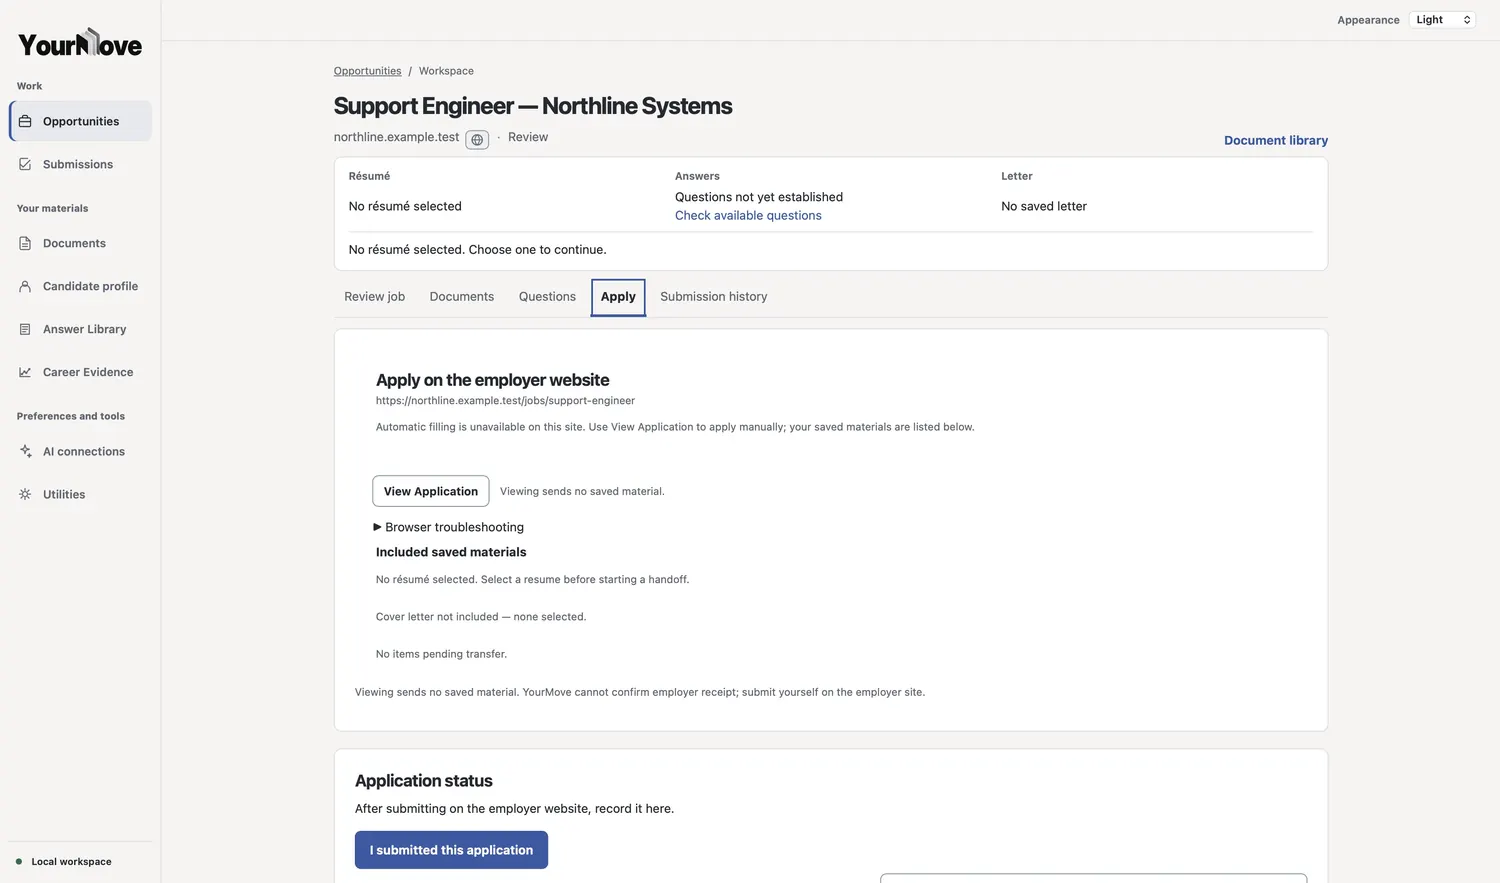 YourMove
Appearance Light
Work
Opportunities
Submissions
Your materials
Documents
Candidate profile
Answer Library
Career Evidence
Preferences and tools
AI connections
Utilities
Local workspace
Opportunities / Workspace
Support Engineer — Northline Systems
northline.example.test · Review
Document library
Résumé
No résumé selected
Answers
Questions not yet established
Check available questions
Letter
No saved letter
No résumé selected. Choose one to continue.
Review job Documents Questions Apply Submission history
Apply on the employer website
https://northline.example.test/jobs/support-engineer
Automatic filling is unavailable on this site. Use View Application to apply manually; your saved materials are listed below.
View Application Viewing sends no saved material.
Browser troubleshooting
Included saved materials
No résumé selected. Select a resume before starting a handoff.
Cover letter not included — none selected.
No items pending transfer.
Viewing sends no saved material. YourMove cannot confirm employer receipt; submit yourself on the employer site.
Application status
After submitting on the employer website, record it here.
I submitted this application